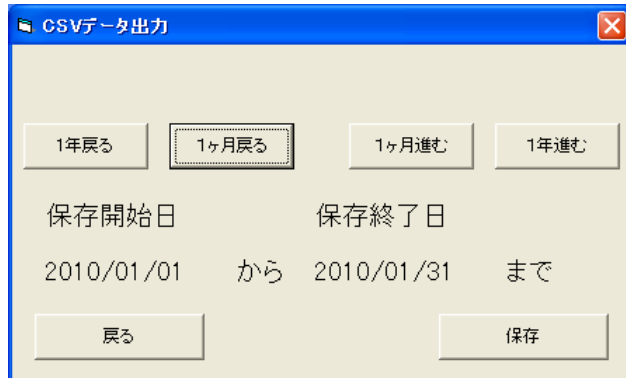 CSVデータ出力
1年戻る 1ヶ月戻る 1ヶ月進む 1年進む
保存開始日 保存終了日
2010/01/01 から 2010/01/31 まで
戻る 保存